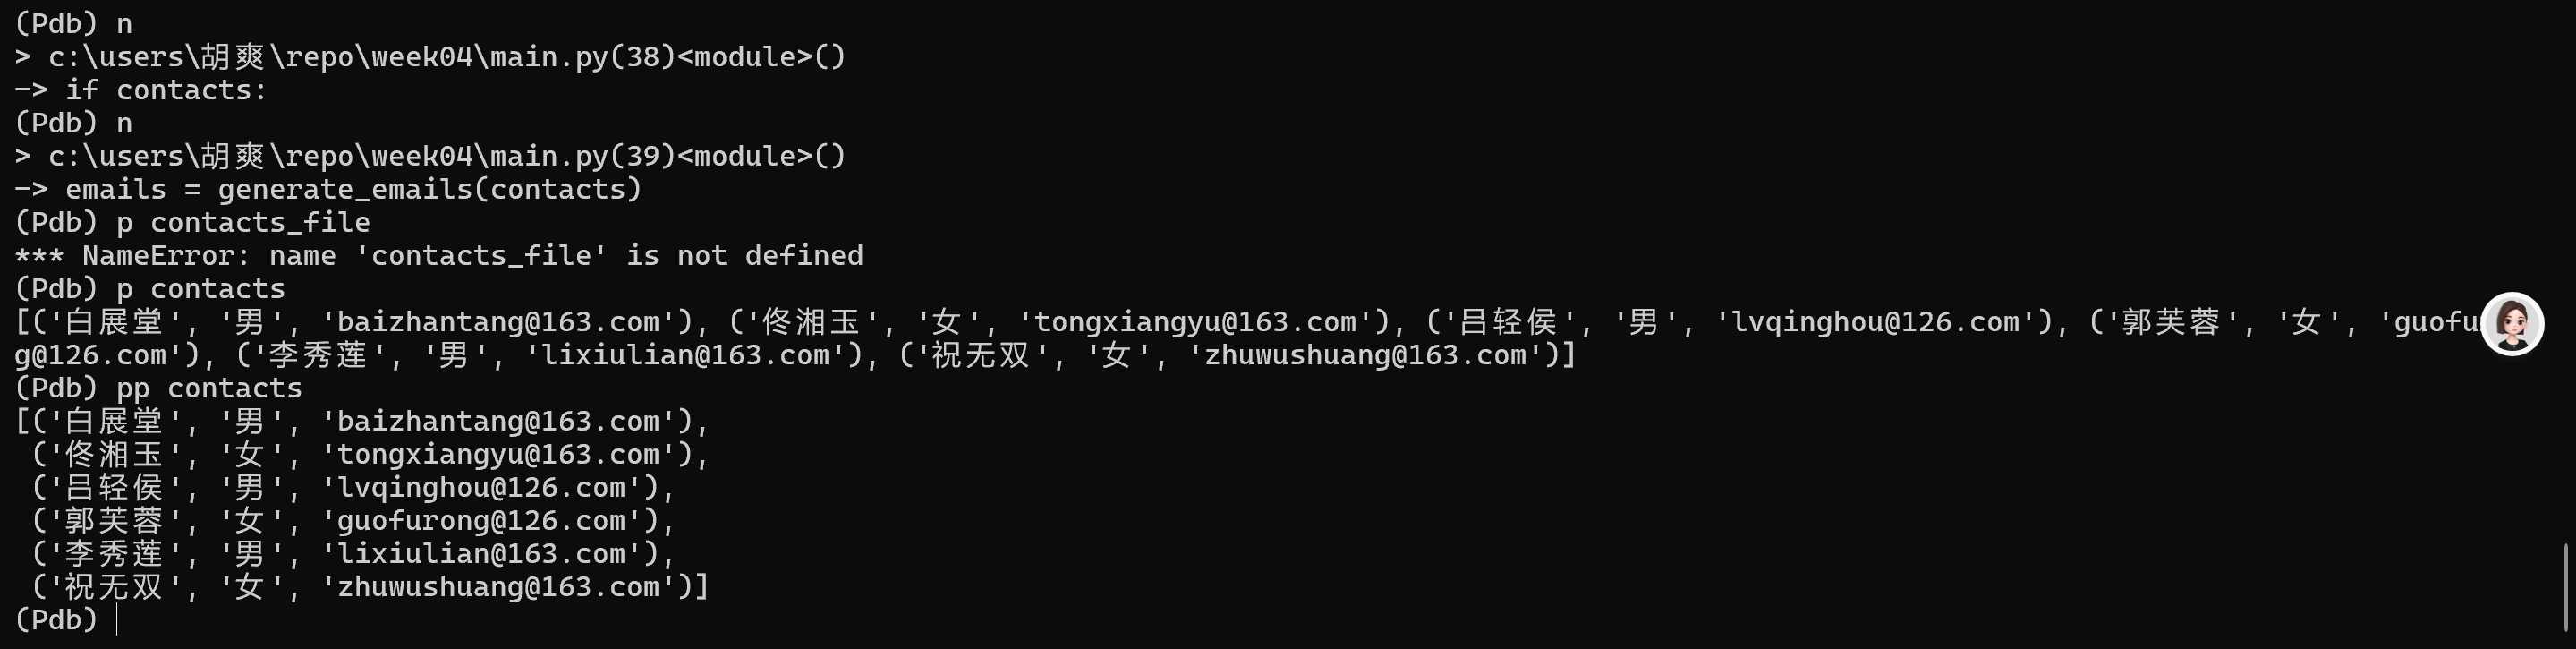 (Pdb) n
> c:\users\胡爽\repo\week04\main.py(38)<module>()
-> if contacts:
(Pdb) n
> c:\users\胡爽\repo\week04\main.py(39)<module>()
-> emails = generate_emails(contacts)
(Pdb) p contacts_file
*** NameError: name 'contacts_file' is not defined
(Pdb) p contacts
[('白展堂', '男', 'baizhantang@163.com'), ('佟湘玉', '女', 'tongxiangyu@163.com'), ('吕轻侯', '男', 'lvqinghou@126.com'), ('郭芙蓉', '女', 'guofu
g@126.com'), ('李秀莲', '男', 'lixiulian@163.com'), ('祝无双', '女', 'zhuwushuang@163.com')]
(Pdb) pp contacts
[('白展堂', '男', 'baizhantang@163.com'),
 ('佟湘玉', '女', 'tongxiangyu@163.com'),
 ('吕轻侯', '男', 'lvqinghou@126.com'),
 ('郭芙蓉', '女', 'guofurong@126.com'),
 ('李秀莲', '男', 'lixiulian@163.com'),
 ('祝无双', '女', 'zhuwushuang@163.com')]
(Pdb)